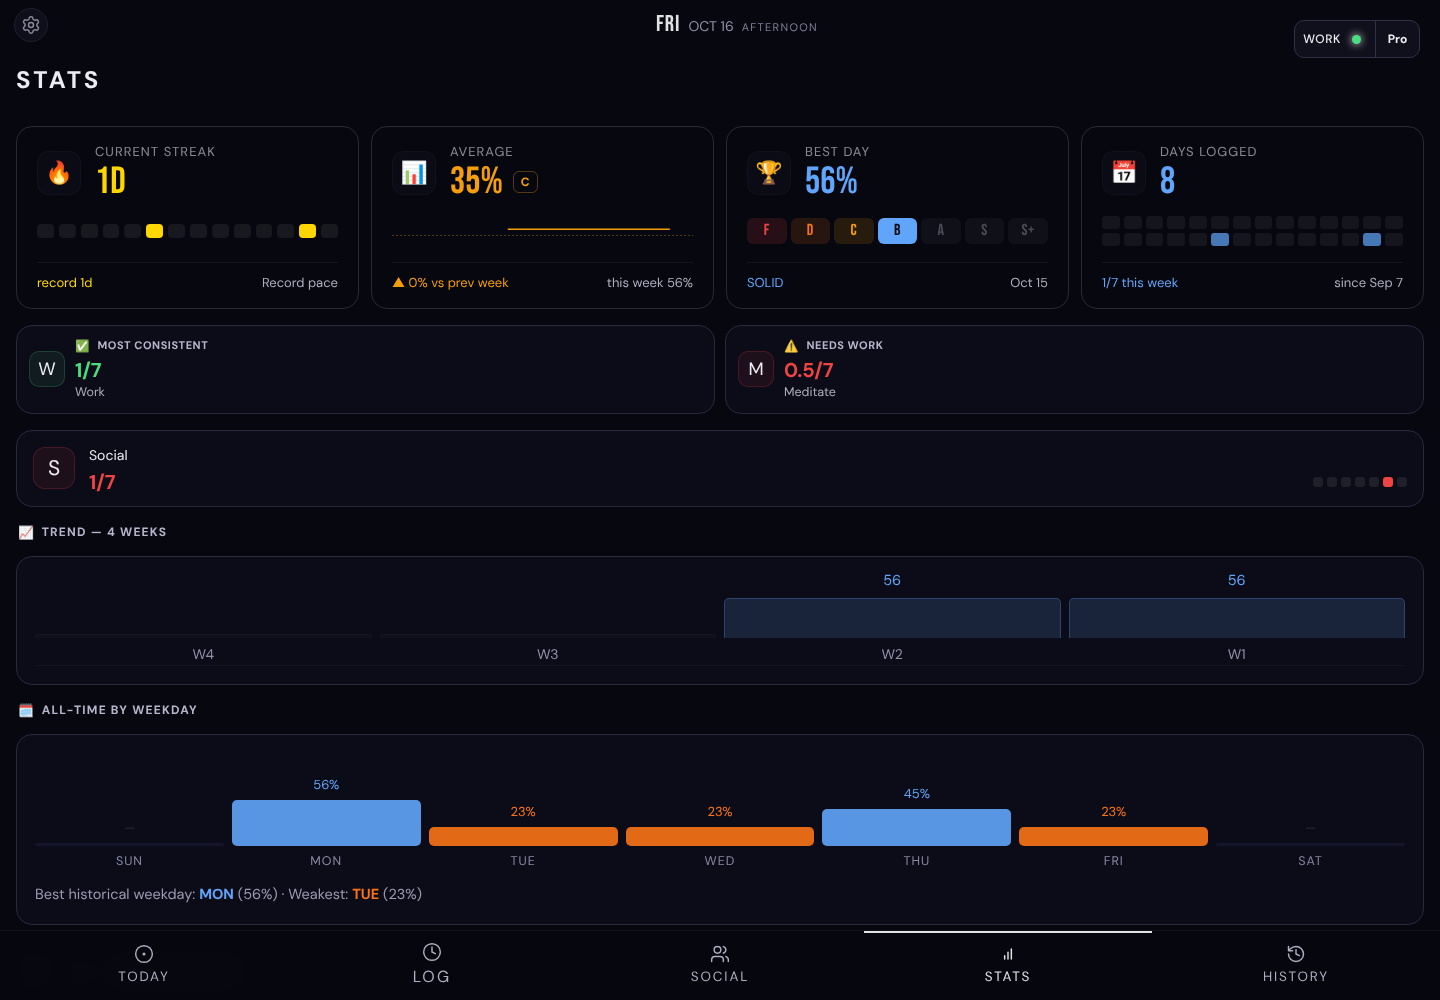 FRI OCT 16 AFTERNOON
WORK Pro
STATS
CURRENT STREAK
1D
record 1d Record pace
AVERAGE
35% C
▲ 0% vs prev week this week 56%
BEST DAY
56%
F D C B A S S+
SOLID Oct 15
DAYS LOGGED
8
1/7 this week since Sep 7
W
MOST CONSISTENT
1/7
Work
M
NEEDS WORK
0.5/7
Meditate
S
Social
1/7
TREND — 4 WEEKS
56 56
W4 W3 W2 W1
ALL-TIME BY WEEKDAY
– 56% 23% 23% 45% 23% –
SUN MON TUE WED THU FRI SAT
Best historical weekday: MON (56%) · Weakest: TUE (23%)
TODAY LOG SOCIAL STATS HISTORY